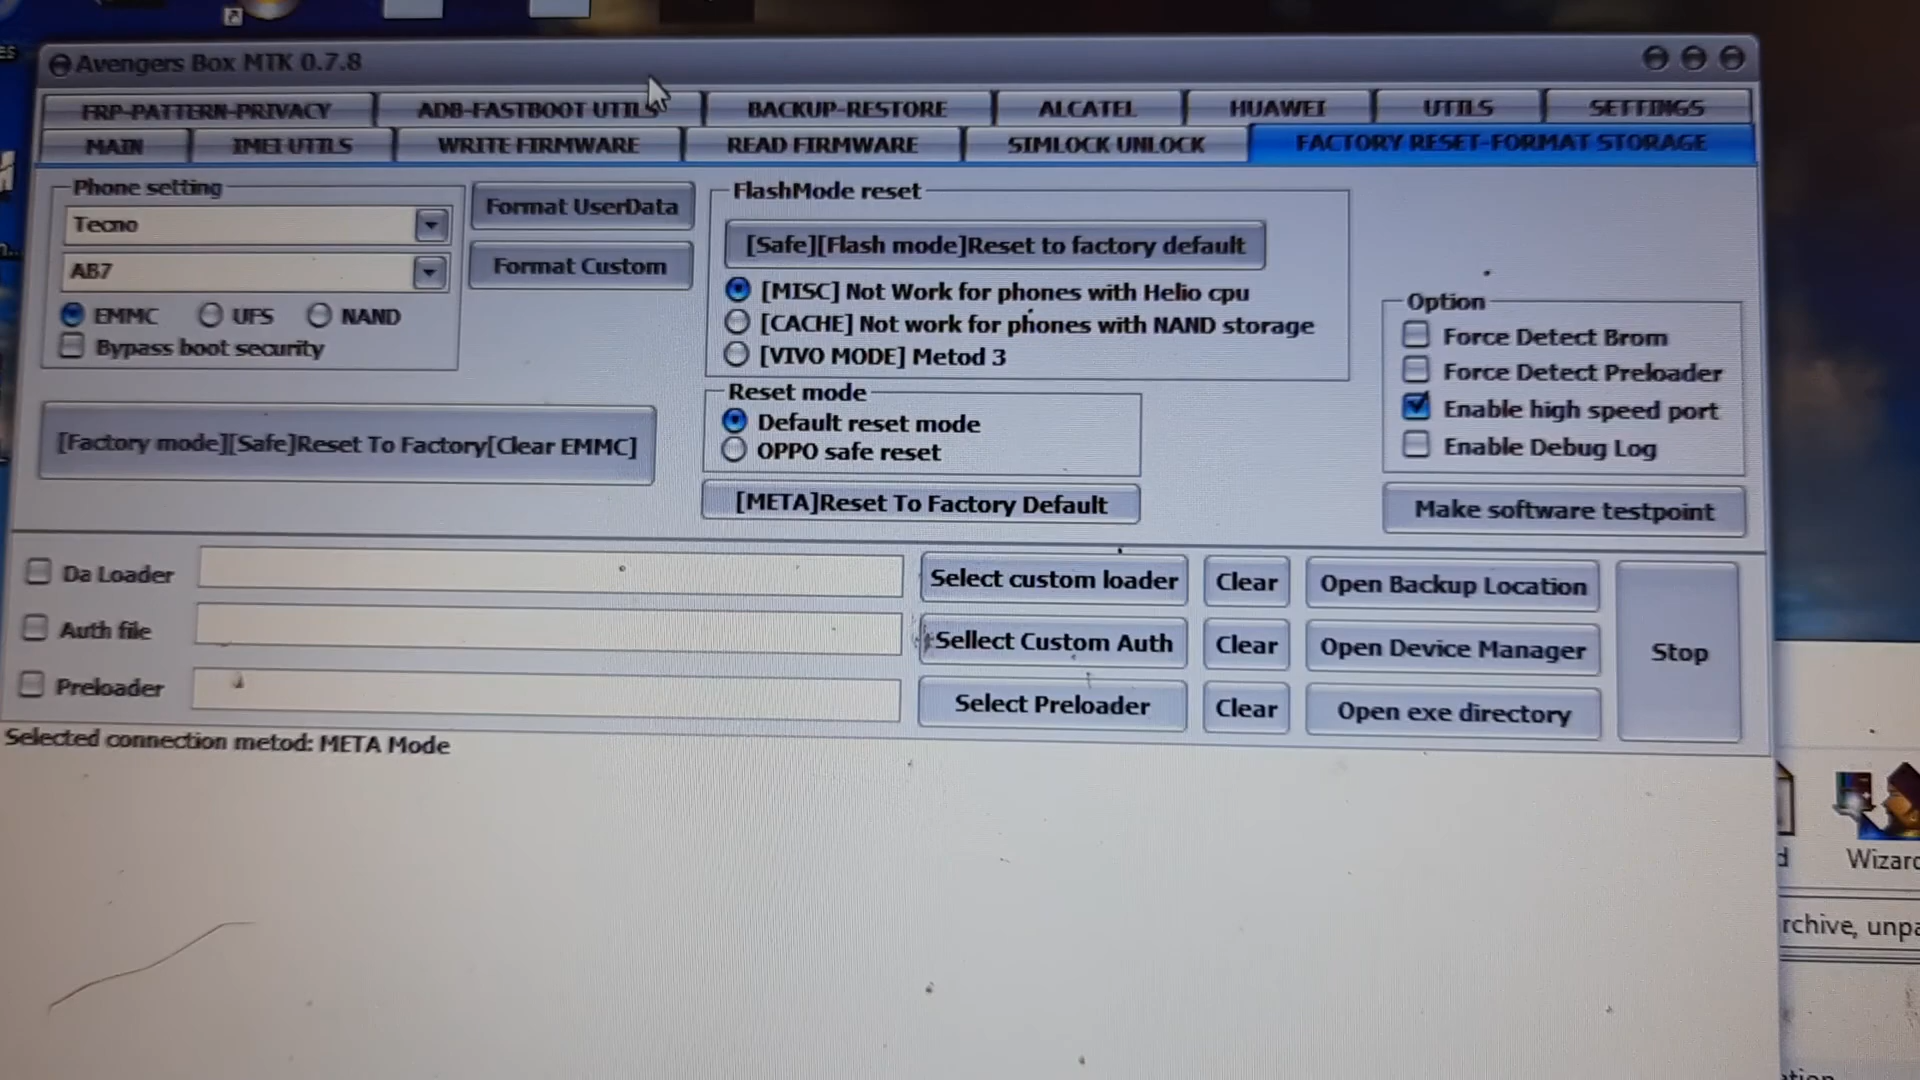 Avengers Box MTK 0.7.8
FRP-PATTERN-PRIVACY
ADB-FASTBOOT UTILS
BACKUP-RESTORE
ALCATEL
HUAWEI
UTILS
SETTINGS
MAIN
IMEI UTILS
WRITE FIRMWARE
READ FIRMWARE
SIMLOCK UNLOCK
FACTORY RESET-FORMAT STORAGE
Phone setting
Tecno
AB7
EMMC
UFS
NAND
Bypass boot security
Format UserData
Format Custom
[Factory mode][Safe]Reset To Factory[Clear EMMC]
FlashMode reset
[Safe][Flash mode]Reset to factory default
[MISC] Not Work for phones with Helio cpu
[CACHE] Not work for phones with NAND storage
[VIVO MODE] Metod 3
Reset mode
Default reset mode
OPPO safe reset
[META]Reset To Factory Default
Option
Force Detect Brom
Force Detect Preloader
Enable high speed port
Enable Debug Log
Make software testpoint
Da Loader
Select custom loader
Clear
Open Backup Location
Auth file
Sellect Custom Auth
Clear
Open Device Manager
Stop
Preloader
Select Preloader
Clear
Open exe directory
Selected connection metod: META Mode
Wizard
rchive, unpa